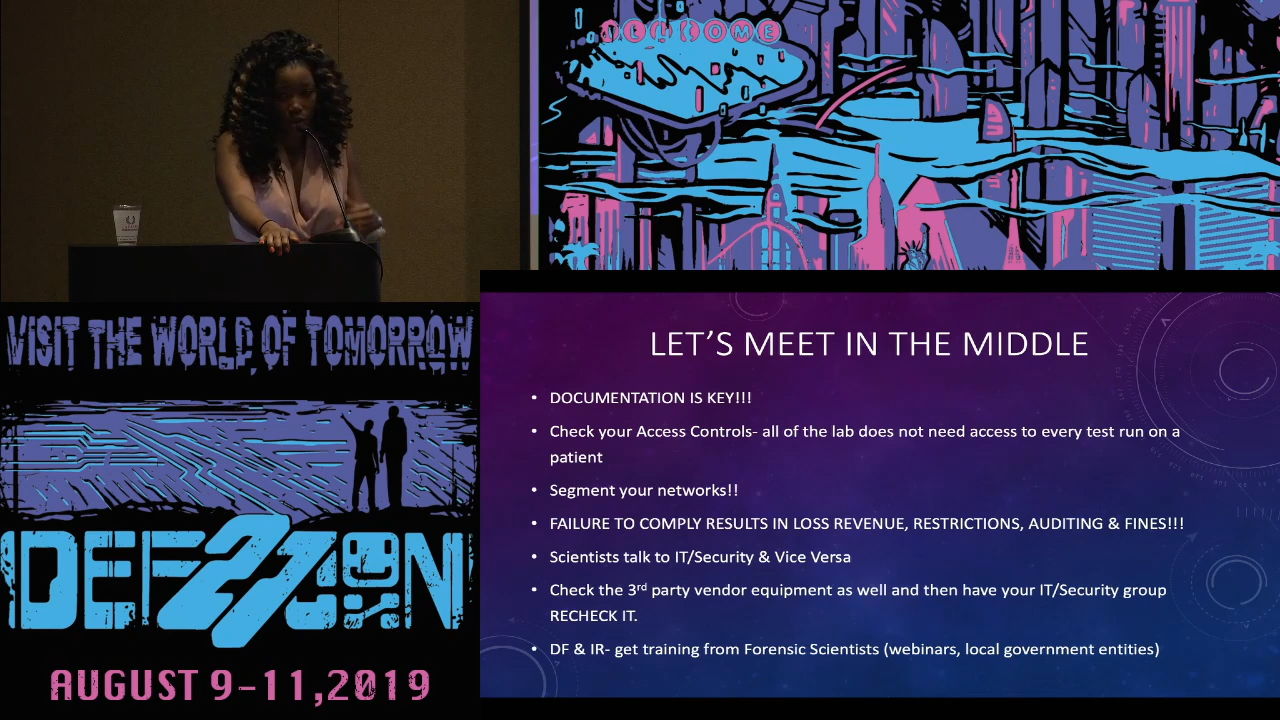 WELCOME
VISIT THE WORLD OF TOMORROW
DEF27CON
AUGUST 9-11,2019
LET'S MEET IN THE MIDDLE
• DOCUMENTATION IS KEY!!!
• Check your Access Controls- all of the lab does not need access to every test run on a
patient
• Segment your networks!!
• FAILURE TO COMPLY RESULTS IN LOSS REVENUE, RESTRICTIONS, AUDITING & FINES!!!
• Scientists talk to IT/Security & Vice Versa
• Check the 3rd party vendor equipment as well and then have your IT/Security group
RECHECK IT.
• DF & IR- get training from Forensic Scientists (webinars, local government entities)